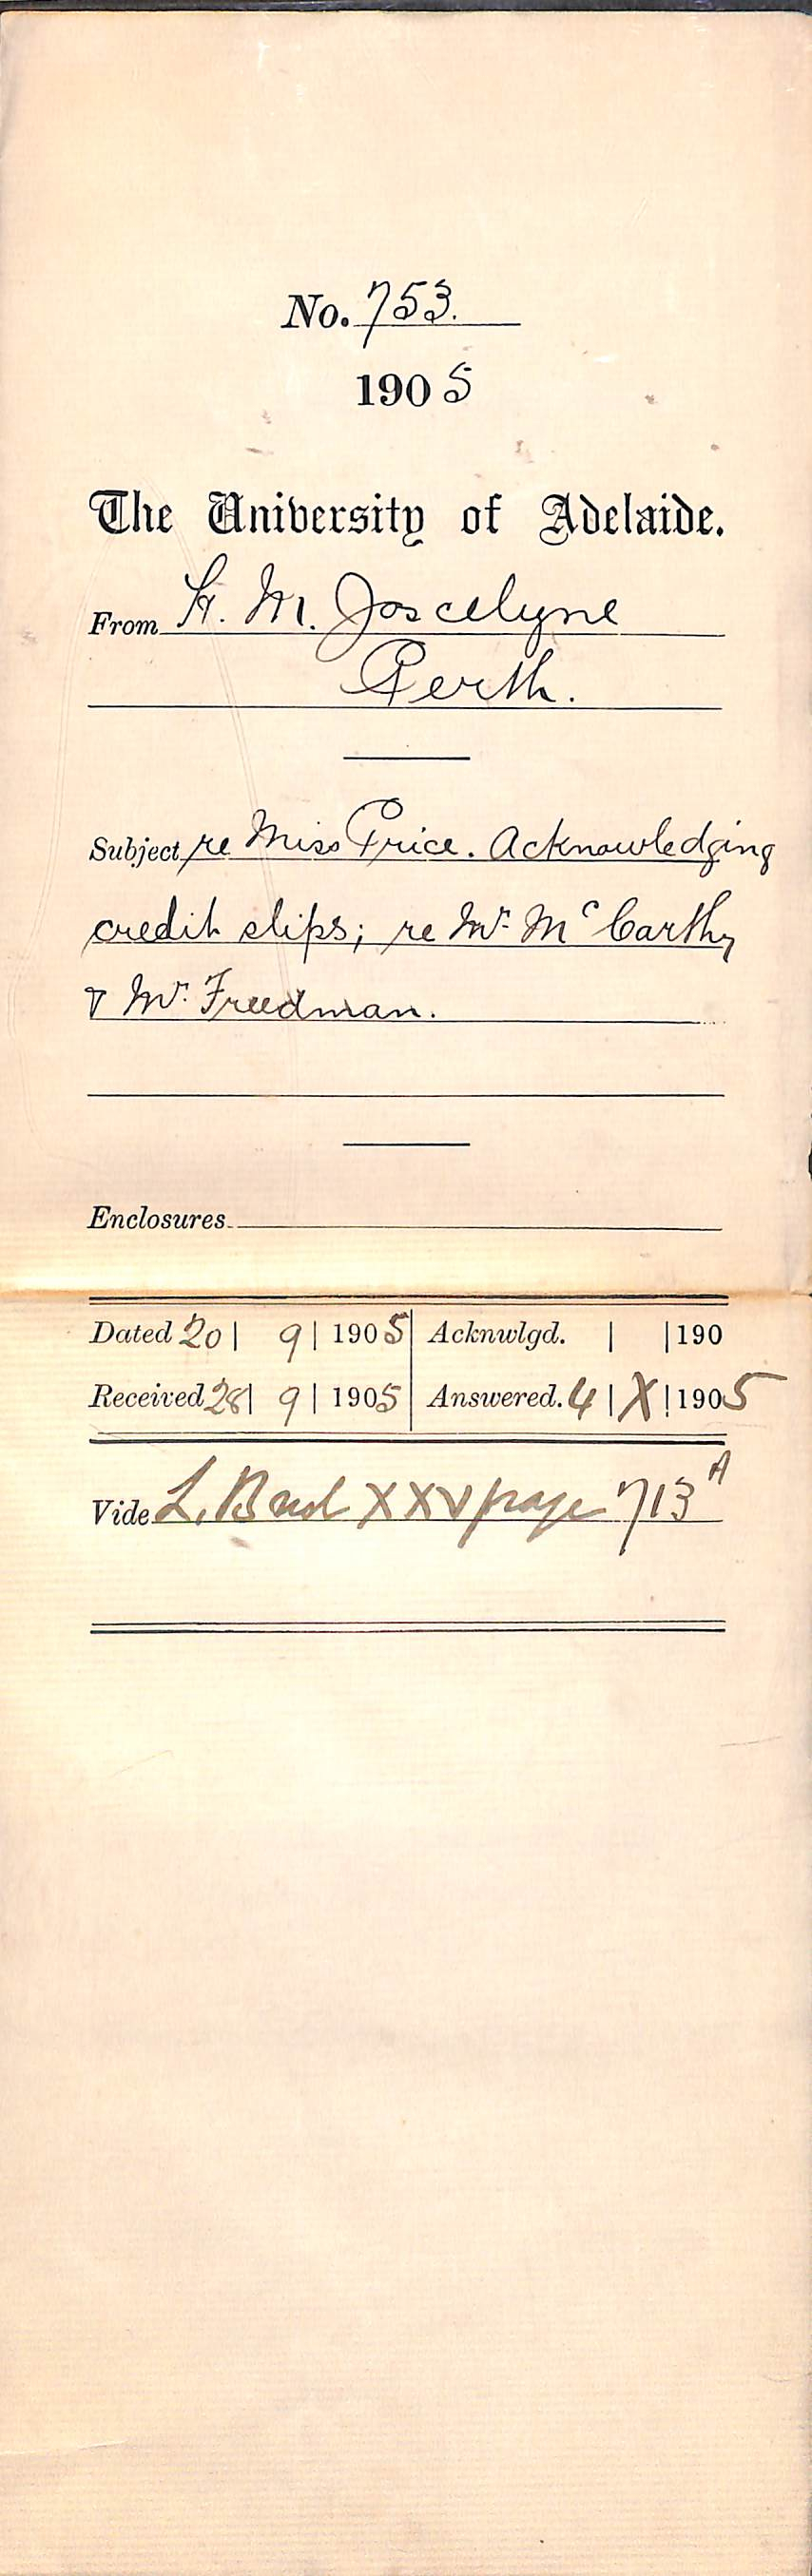 No. 753.
1905
The University of Adelaide.
From H. M. Joscelyne
Perth.
Subject re Miss Price. Acknowledging
credit slips; re Mr. McCarthy
& Mr. Freedman.
Enclosures
Dated 20 | 9 | 1905 | Acknwlgd. | | 190
Received 28 | 9 | 1905 | Answered. 4 | X | 1905
Vide L. XXV page 713 A